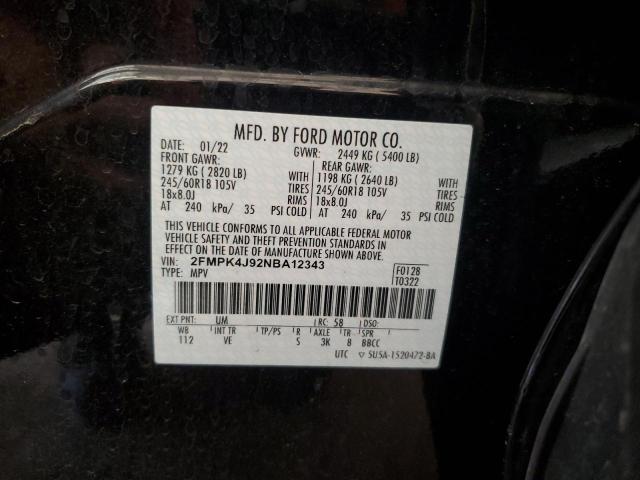 MFD. BY FORD MOTOR CO.
DATE: 01/22 GVWR: 2449 KG ( 5400 LB)
FRONT GAWR: REAR GAWR:
1279 KG ( 2820 LB) WITH 1198 KG ( 2640 LB) WITH
245/60R18 105V TIRES 245/60R18 105V TIRES
18x8.0J RIMS 18x8.0J RIMS
AT 240 kPa/ 35 PSI COLD AT 240 kPa/ 35 PSI COLD
THIS VEHICLE CONFORMS TO ALL APPLICABLE FEDERAL MOTOR
VEHICLE SAFETY AND THEFT PREVENTION STANDARDS IN
EFFECT ON THE DATE OF MANUFACTURE SHOWN ABOVE.
VIN: 2FMPK4J92NBA12343 F0128
TYPE: MPV T0322
EXT PNT: UM RC: 58 DSO:
WB INT TR TP/PS R AXLE TR SPR
112 VE S 3K 8 BBCC
UTC ▽ 5U5A-1520472-BA